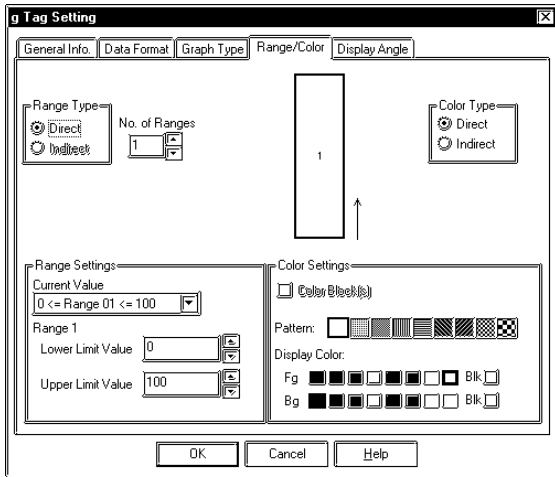 g Tag Setting
General Info. Data Format Graph Type Range/Color Display Angle
Range Type
Direct
Indirect
No. of Ranges
1
1
Color Type
Direct
Indirect
Range Settings
Current Value
0 <= Range 01 <= 100
Range 1
Lower Limit Value 0
Upper Limit Value 100
Color Settings
Color Block(s)
Pattern:
Display Color:
Fg Blk
Bg Blk
OK Cancel Help